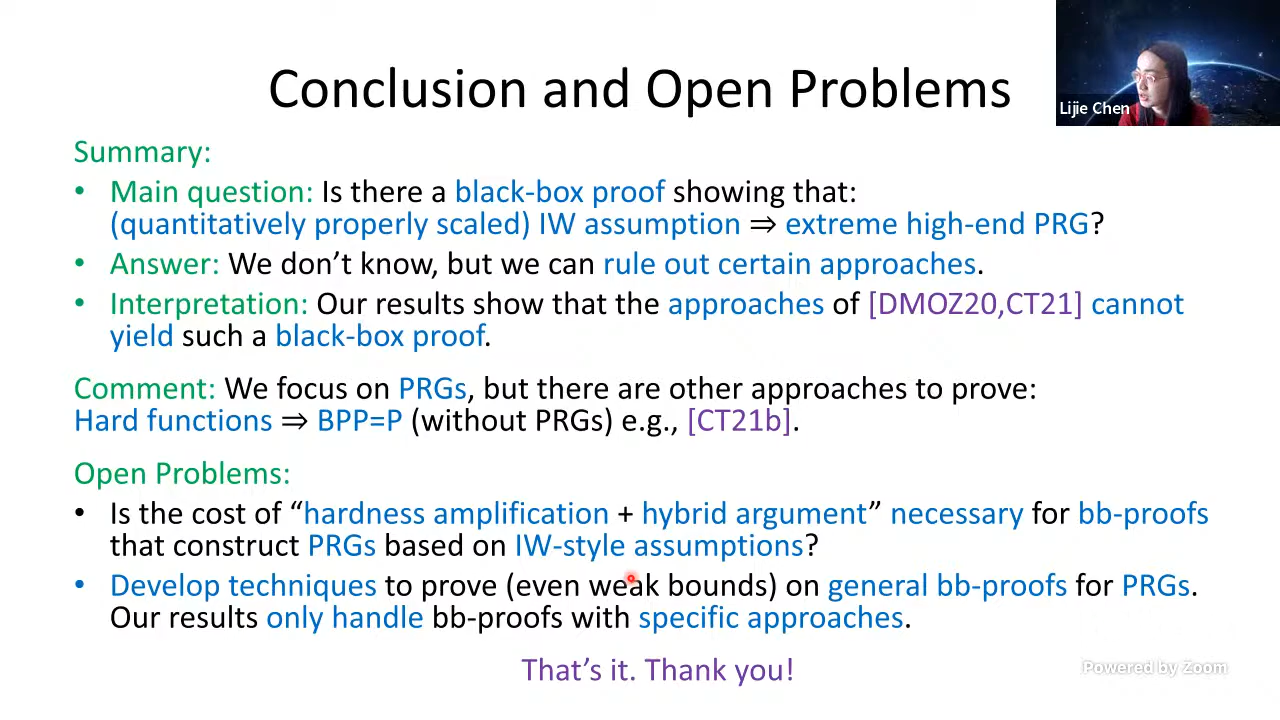 Conclusion and Open Problems
Lijie Chen
Summary:
• Main question: Is there a black-box proof showing that:
(quantitatively properly scaled) IW assumption ⇒ extreme high-end PRG?
• Answer: We don’t know, but we can rule out certain approaches.
• Interpretation: Our results show that the approaches of [DMOZ20,CT21] cannot
yield such a black-box proof.
Comment: We focus on PRGs, but there are other approaches to prove:
Hard functions ⇒ BPP=P (without PRGs) e.g., [CT21b].
Open Problems:
• Is the cost of “hardness amplification + hybrid argument” necessary for bb-proofs
that construct PRGs based on IW-style assumptions?
• Develop techniques to prove (even weak bounds) on general bb-proofs for PRGs.
Our results only handle bb-proofs with specific approaches.
That’s it. Thank you!
Powered by Zoom